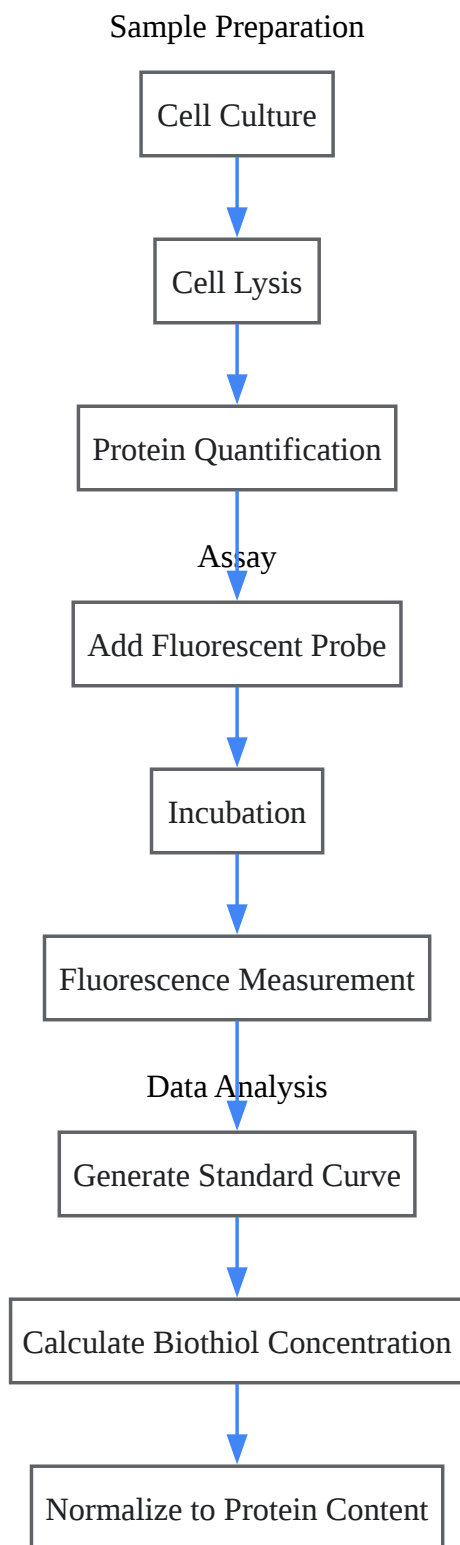 Sample Preparation
Cell Culture
Cell Lysis
Protein Quantification
Assay
Add Fluorescent Probe
Incubation
Fluorescence Measurement
Data Analysis
Generate Standard Curve
Calculate Biothiol Concentration
Normalize to Protein Content